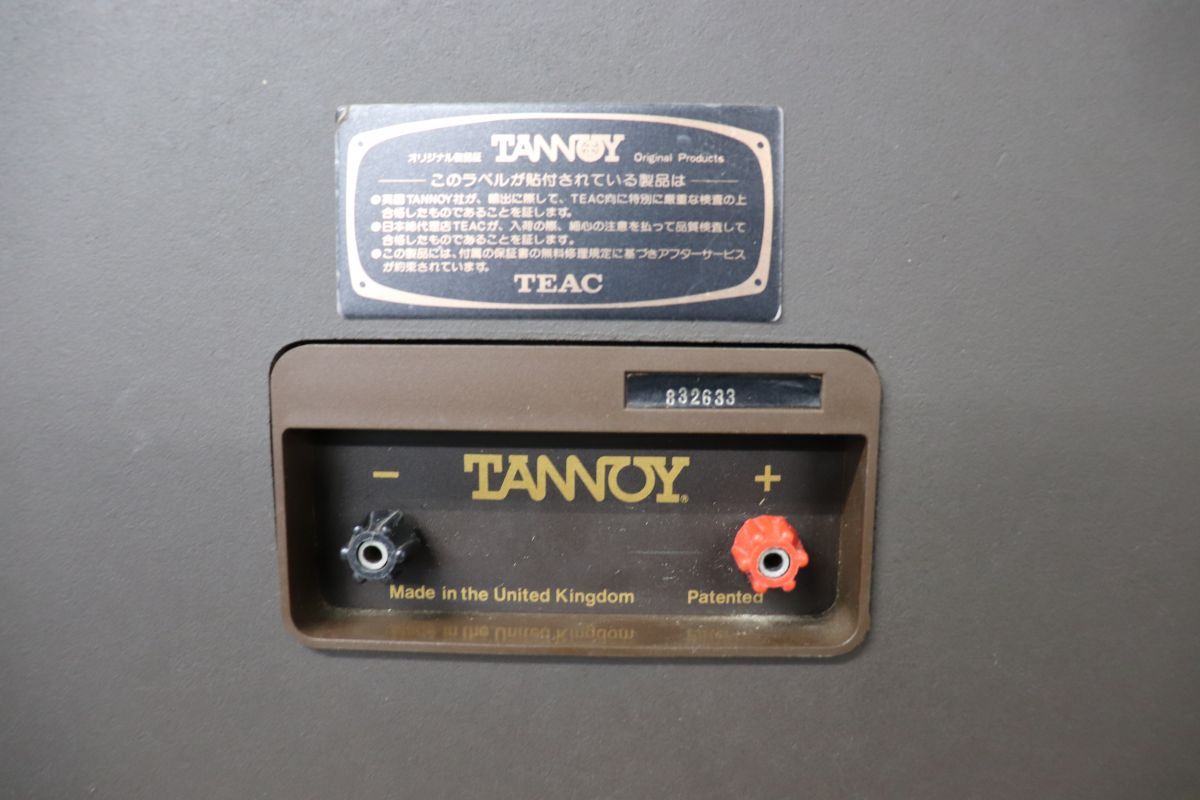 オリジナル製品証 TANNOY Original Products
このラベルが貼付されている製品は
●英国TANNOY社が、輸出に際して、TEAC向に特別に厳重な検査の上
合格したものであることを証します。
●日本総代理店TEACが、入荷の際、細心の注意を払って品質検査して
合格したものであることを証します。
●この製品には、付属の保証書の無料修理規定に基づきアフターサービス
が約束されています。
TEAC
832633
− TANNOY® +
Made in the United Kingdom Patented